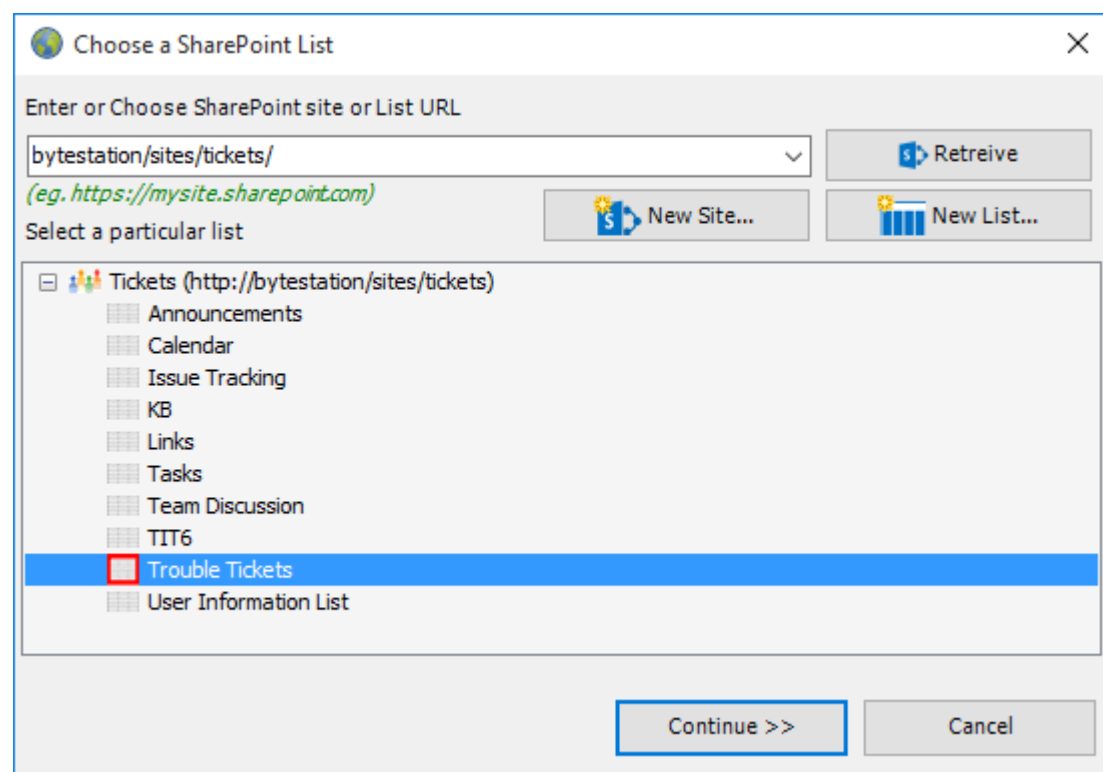 Choose a SharePoint List
Enter or Choose SharePoint site or List URL
bytestation/sites/tickets/
Retreive
(eg. https://mysite.sharepoint.com)
New Site...
New List...
Select a particular list
Tickets (http://bytestation/sites/tickets)
Announcements
Calendar
Issue Tracking
KB
Links
Tasks
Team Discussion
TIT6
Trouble Tickets
User Information List
Continue >>
Cancel